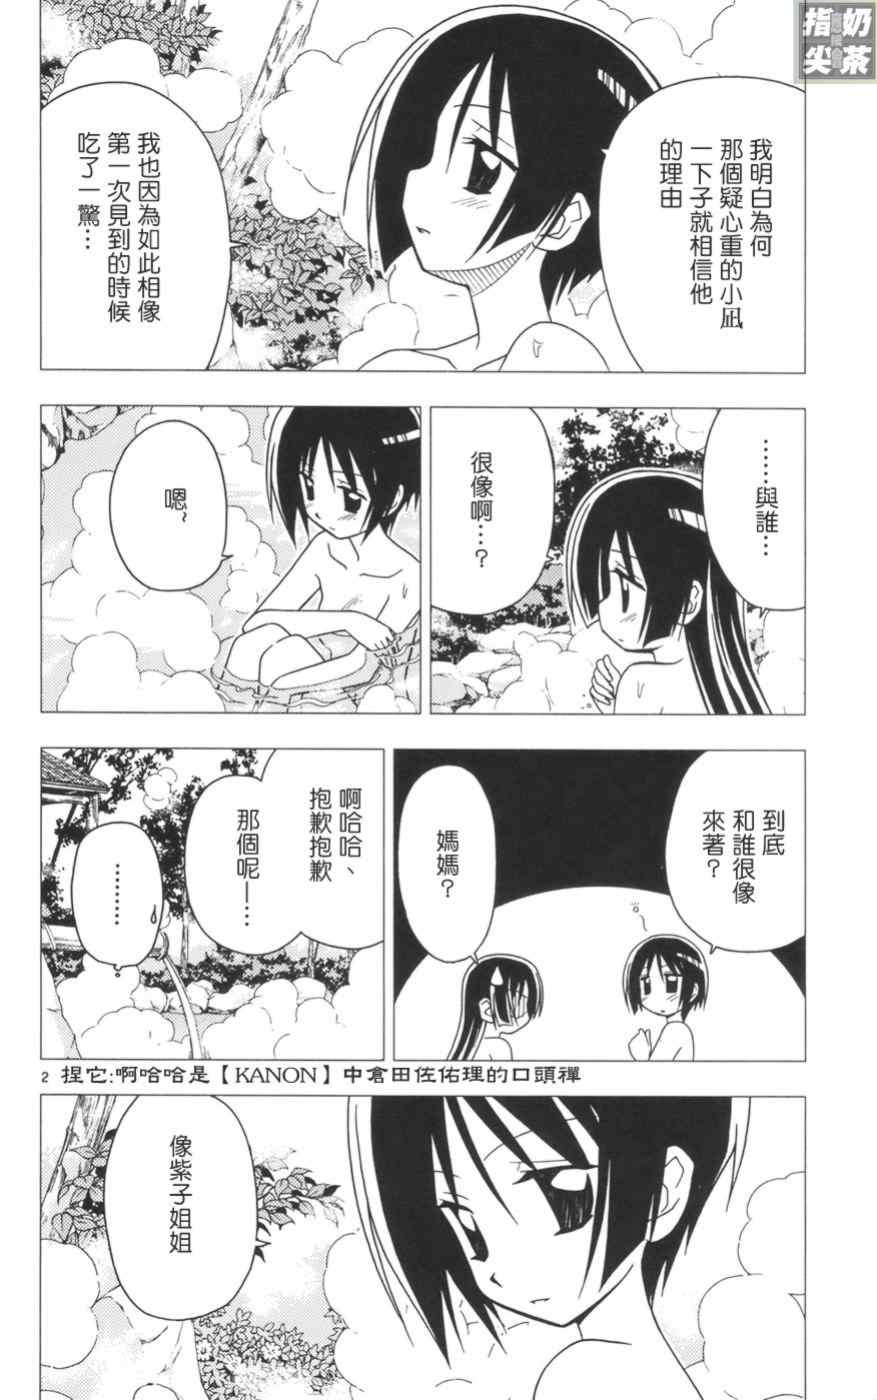 我明白為何
那個疑心重的小凪
一下子就相信他
的理由
我也因為如此相像
第一次見到的時候
吃了一驚…
……與誰…
很像啊…?
嗯~
到底
和誰很像
來著?
媽媽?
啊哈哈、
抱歉抱歉
那個呢—…
……
2 捏它:啊哈哈是【KANON】中倉田佐佑理的口頭禪
像紫子姐姐
指奶
尖茶